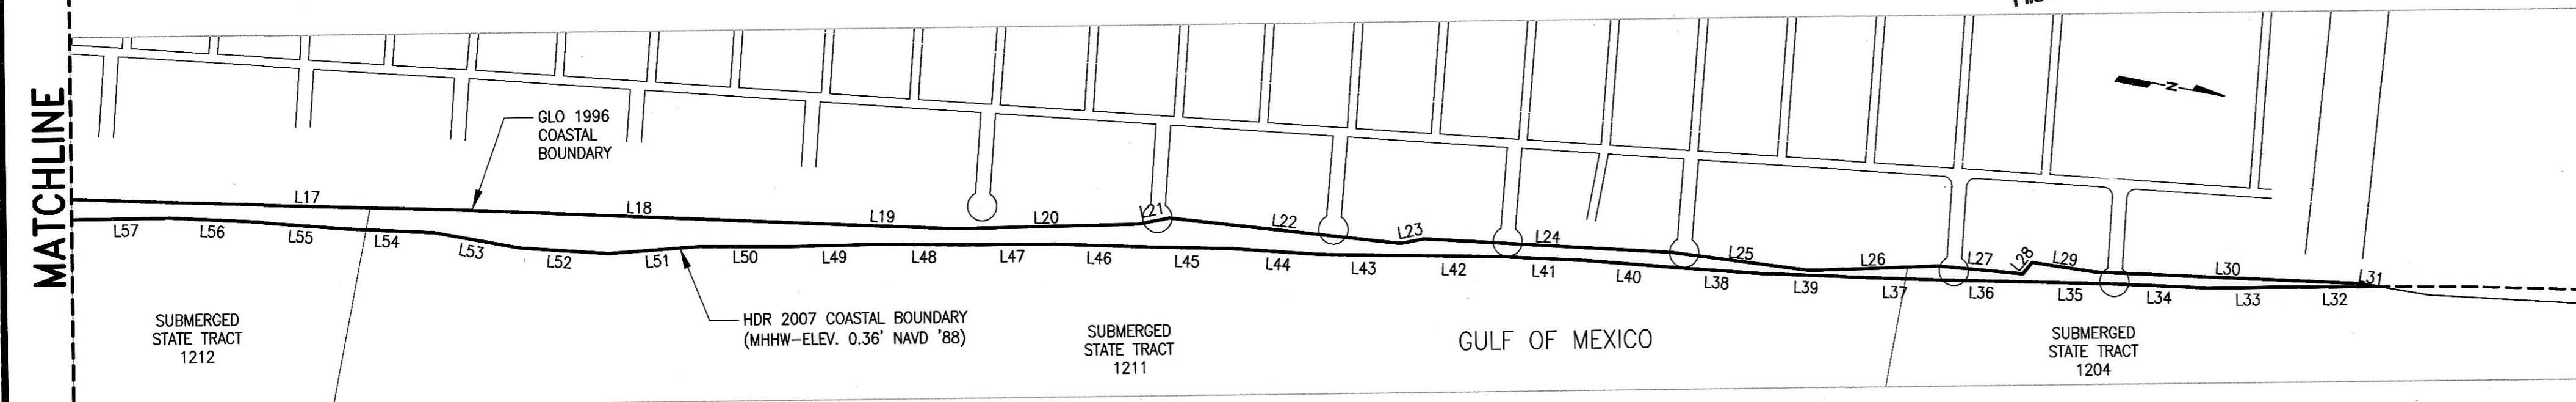 MATCHLINE
GLO 1996
COASTAL
BOUNDARY
N
L17
L18
L19
L20
L21
L22
L23
L24
L25
L26
L27
L28
L29
L30
L31
L57
L56
L55
L54
L53
L52
L51
L50
L49
L48
L47
L46
L45
L44
L43
L42
L41
L40
L38
L39
L37
L36
L35
L34
L33
L32
HDR 2007 COASTAL BOUNDARY
(MHHW-ELEV. 0.36' NAVD '88)
SUBMERGED
STATE TRACT
1212
SUBMERGED
STATE TRACT
1211
GULF OF MEXICO
SUBMERGED
STATE TRACT
1204